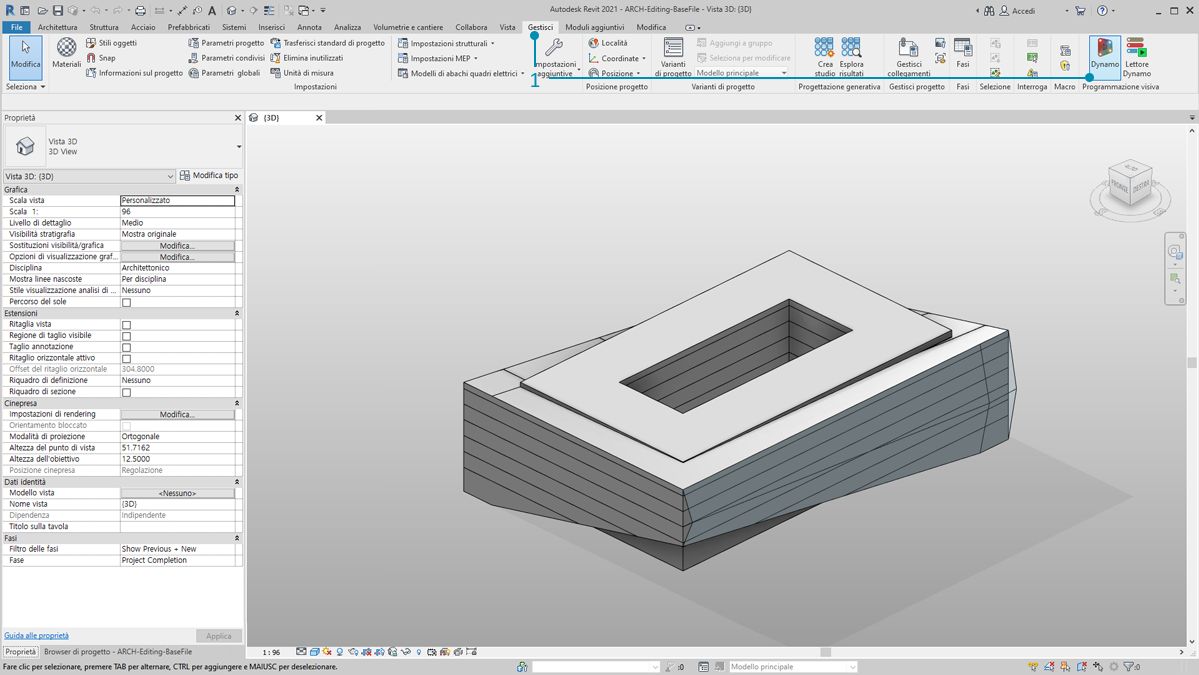 Autodesk Revit 2021 - ARCH-Editing-BaseFile - Vista 3D: {3D}
Accedi
File Architettura Struttura Acciaio Prefabbricati Sistemi Inserisci Annota Analizza Volumetrie e cantiere Collabora Vista Gestisci Moduli aggiuntivi Modifica
Modifica
Seleziona
Materiali
Stili oggetti
Snap
Informazioni sul progetto
Parametri progetto
Parametri condivisi
Parametri globali
Trasferisci standard di progetto
Elimina inutilizzati
Unità di misura
Impostazioni strutturali
Impostazioni MEP
Modelli di abachi quadri elettrici
Impostazioni
aggiuntive
Impostazioni
1
Località
Coordinate
Posizione
Posizione progetto
Varianti
di progetto
Aggiungi a gruppo
Seleziona per modificare
Modello principale
Varianti di progetto
Crea
studio
Esplora
risultati
Progettazione generativa
Gestisci
collegamenti
Gestisci progetto
Fasi
Fasi
Selezione
Interroga
Macro
Dynamo
Lettore
Dynamo
Programmazione visiva
Proprietà
{3D}
Vista 3D
3D View
Vista 3D: {3D}
Modifica tipo
Grafica
Scala vista Personalizzato
Scala 1: 96
Livello di dettaglio Medio
Visibilità stratigrafia Mostra originale
Sostituzioni visibilità/grafica Modifica...
Opzioni di visualizzazione graf... Modifica...
Disciplina Architettonico
Mostra linee nascoste Per disciplina
Stile visualizzazione analisi di ... Nessuno
Percorso del sole
Estensioni
Ritaglia vista
Regione di taglio visibile
Taglio annotazione
Ritaglio orizzontale attivo
Offset del ritaglio orizzontale 304.8000
Riquadro di definizione Nessuno
Riquadro di sezione
Cinepresa
Impostazioni di rendering Modifica...
Orientamento bloccato
Modalità di proiezione Ortogonale
Altezza del punto di vista 51.7162
Altezza dell'obiettivo 12.5000
Posizione cinepresa Regolazione
Dati identità
Modello vista <Nessuno>
Nome vista {3D}
Dipendenza Indipendente
Titolo sulla tavola
Fasi
Filtro delle fasi Show Previous + New
Fase Project Completion
Guida alle proprietà
Applica
Proprietà
Browser di progetto - ARCH-Editing-BaseFile
1 : 96
Fare clic per selezionare, premere TAB per alternare, CTRL per aggiungere e MAIUSC per deselezionare.
:0
Modello principale
:0